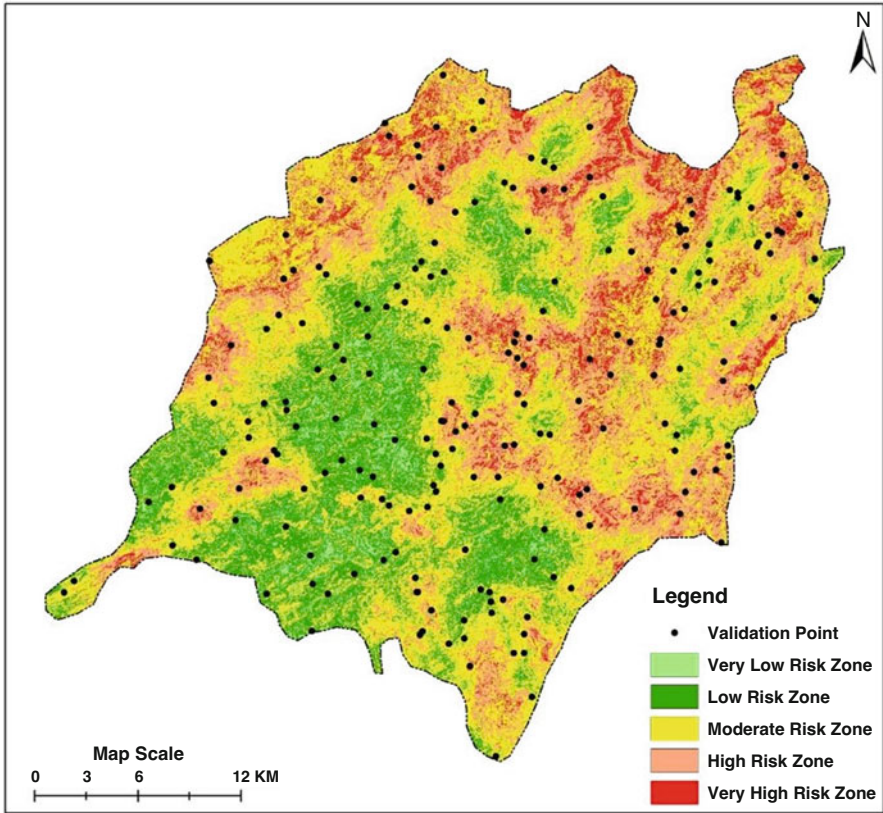 N
Legend
Validation Point
Very Low Risk Zone
Low Risk Zone
Moderate Risk Zone
High Risk Zone
Very High Risk Zone
Map Scale
0 3 6 12 KM